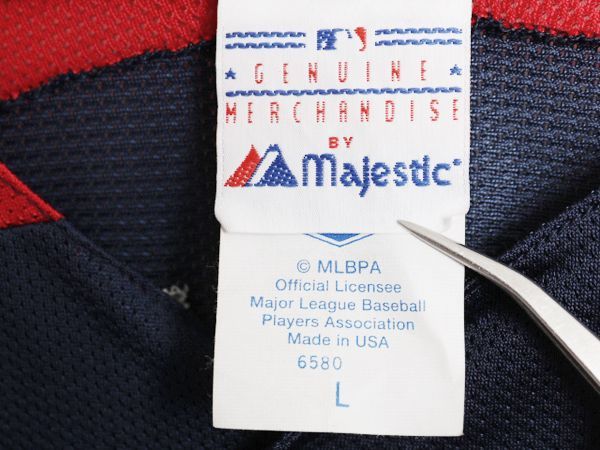 GENUINE
MERCHANDISE
BY
Majestic
© MLBPA
Official Licensee
Major League Baseball
Players Association
Made in USA
6580
L